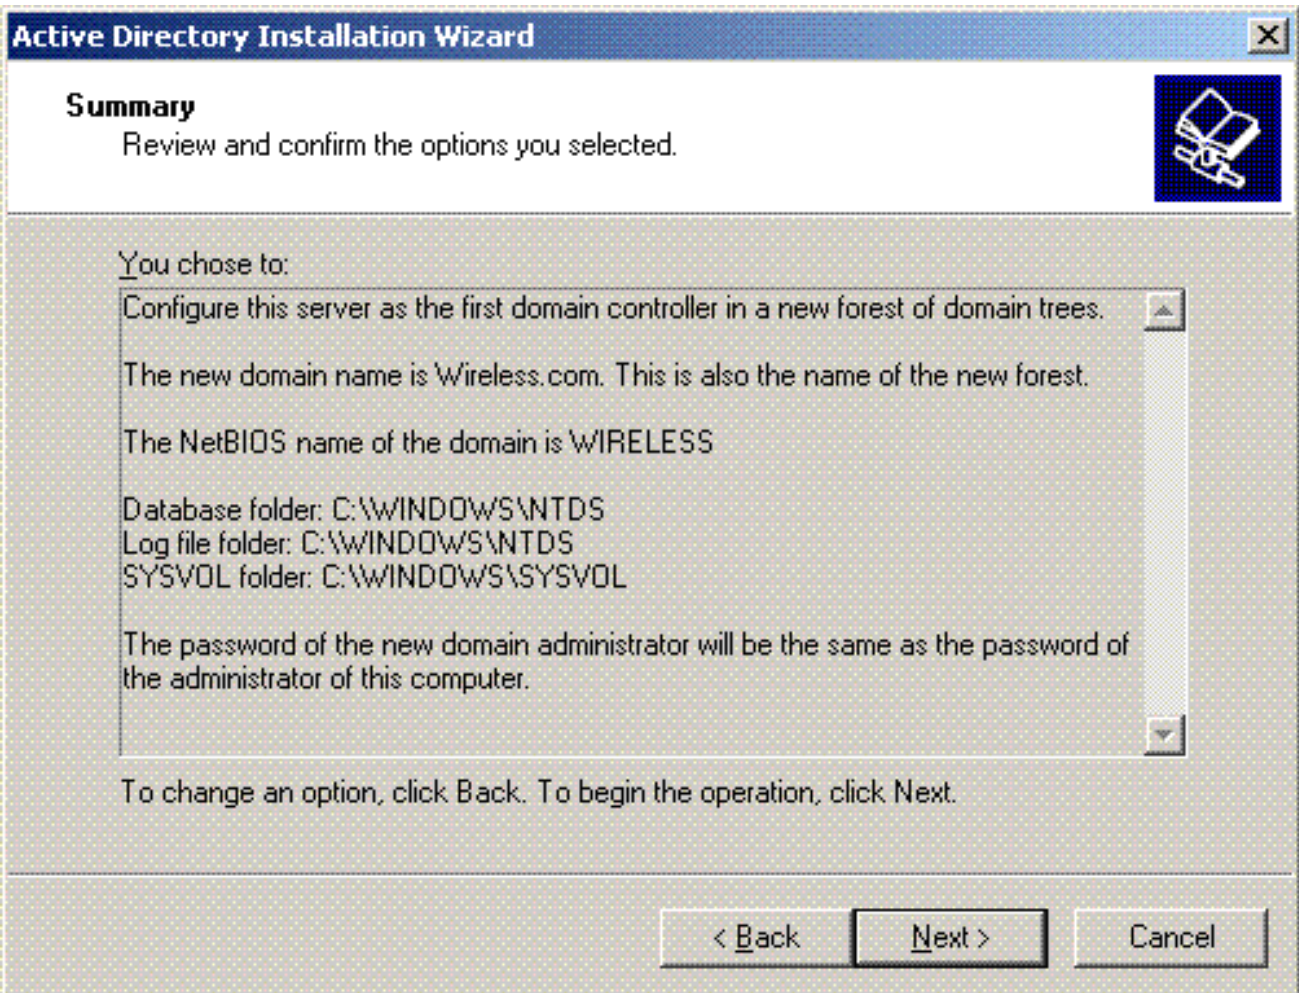 Active Directory Installation Wizard
Summary
Review and confirm the options you selected.
You chose to:
Configure this server as the first domain controller in a new forest of domain trees.
The new domain name is Wireless.com. This is also the name of the new forest.
The NetBIOS name of the domain is WIRELESS
Database folder: C:\WINDOWS\NTDS
Log file folder: C:\WINDOWS\NTDS
SYSVOL folder: C:\WINDOWS\SYSVOL
The password of the new domain administrator will be the same as the password of
the administrator of this computer.
To change an option, click Back. To begin the operation, click Next.
< Back Next > Cancel